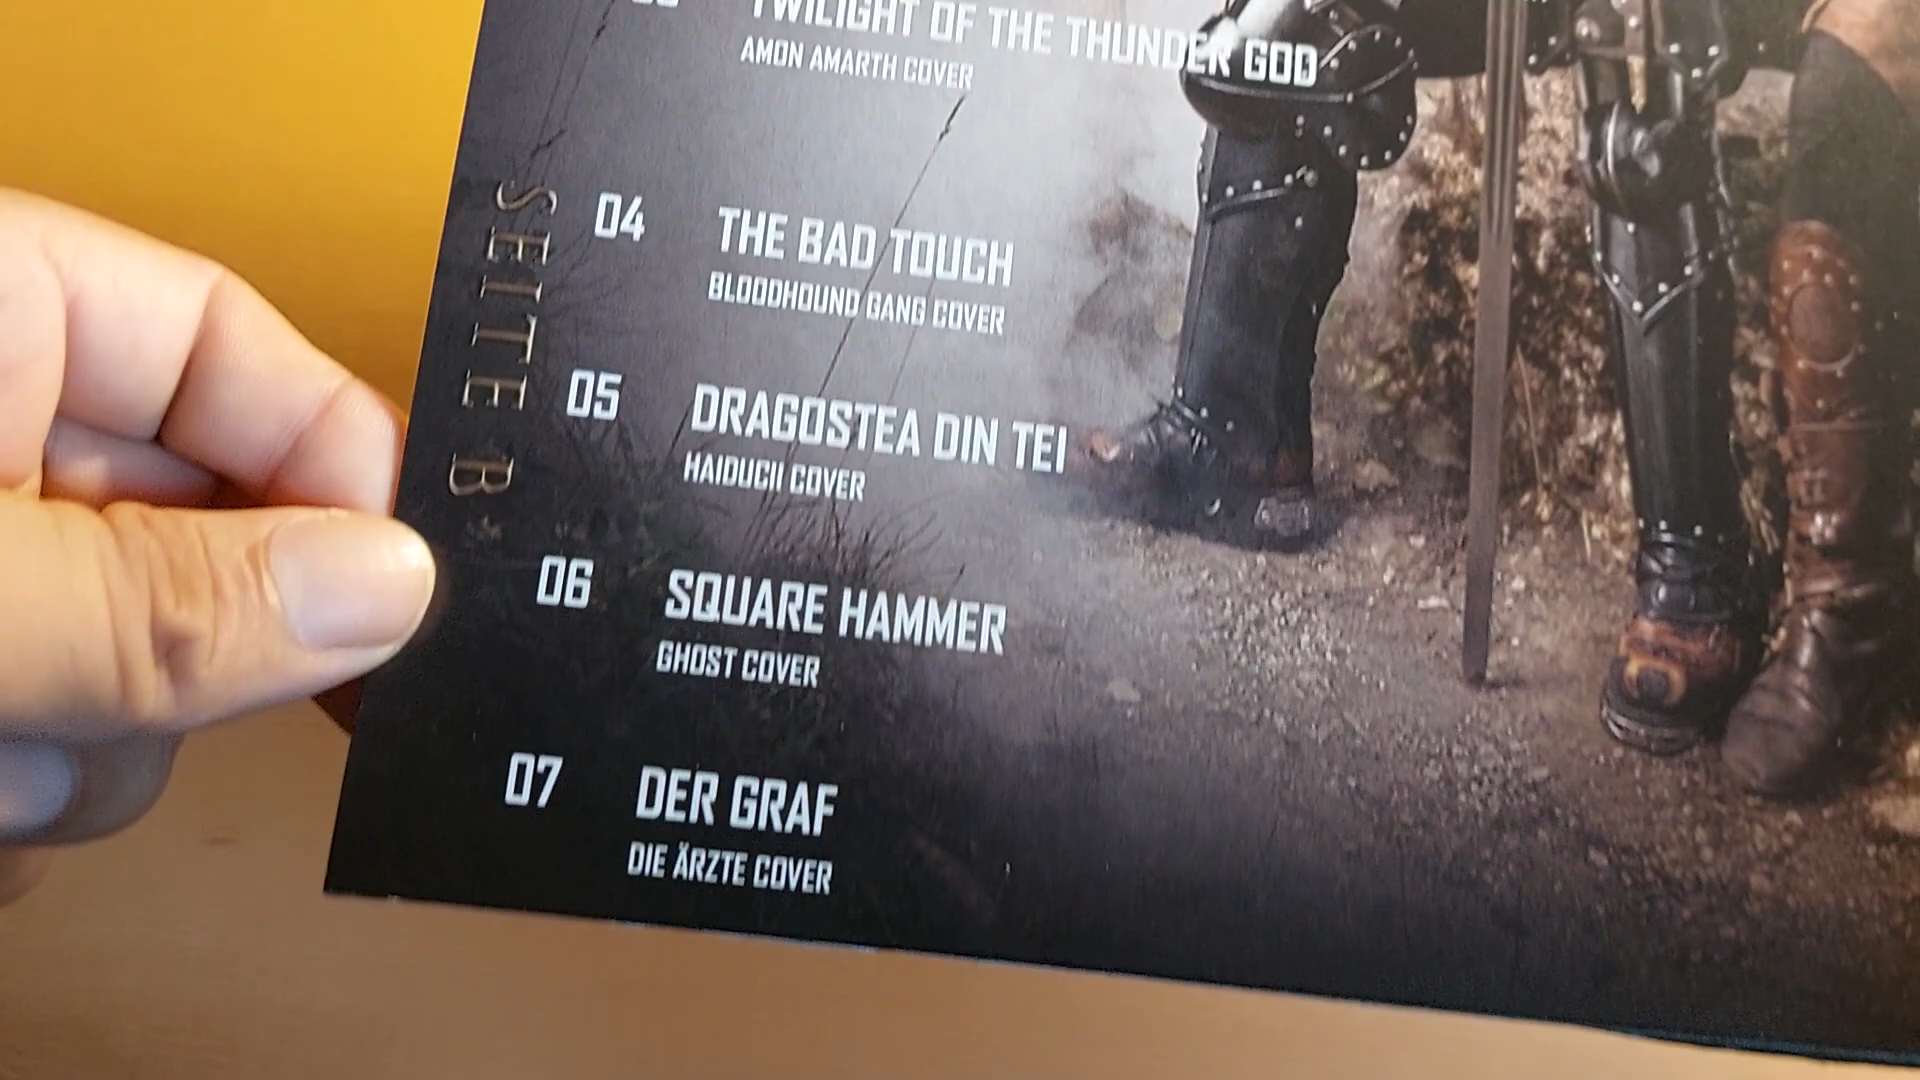 TWILIGHT OF THE THUNDER GOD
AMON AMARTH COVER
SEITE B
04 THE BAD TOUCH
BLOODHOUND GANG COVER
05 DRAGOSTEA DIN TEI
HAIDUCII COVER
06 SQUARE HAMMER
GHOST COVER
07 DER GRAF
DIE ÄRZTE COVER